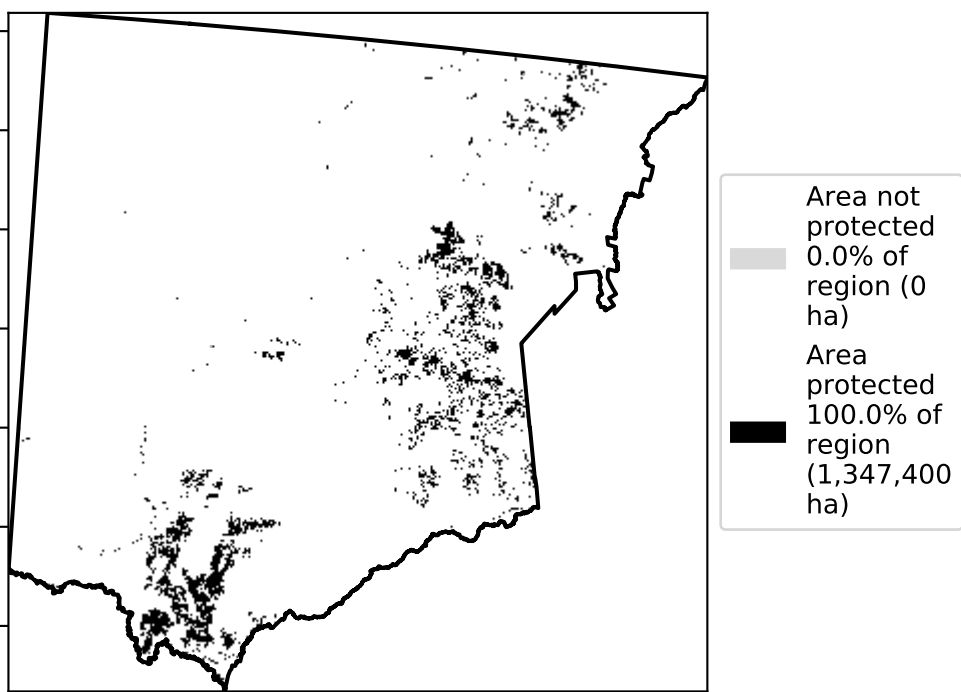 Area not
protected
0.0% of
region (0
ha)
Area
protected
100.0% of
region
(1,347,400
ha)